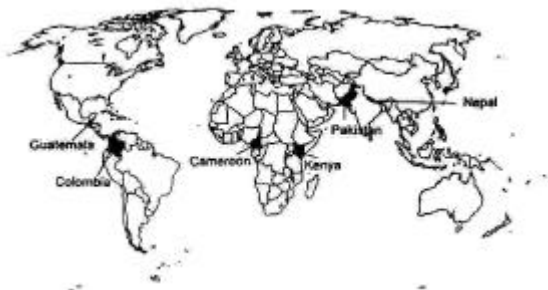 Nepal
Pakistan
Guatemala
Cameroon
Kenya
Colombia